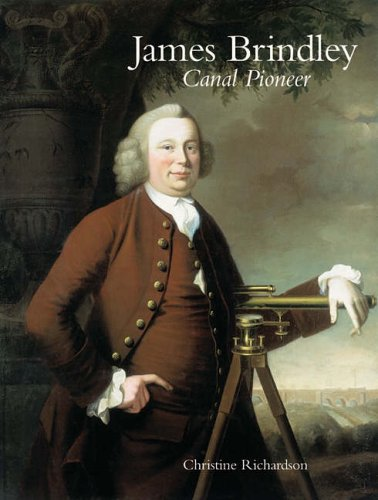 James Brindley
Canal Pioneer
Christine Richardson